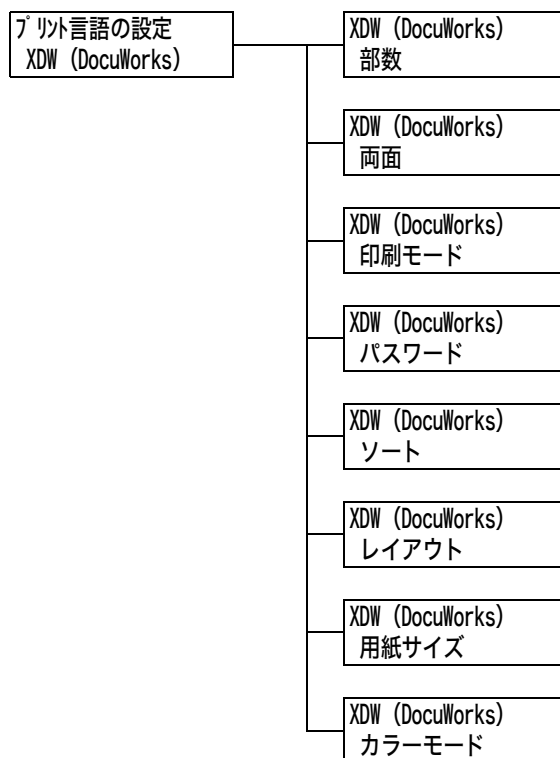 プリント言語の設定
XDW (DocuWorks)
XDW (DocuWorks)
部数
XDW (DocuWorks)
両面
XDW (DocuWorks)
印刷モード
XDW (DocuWorks)
パスワード
XDW (DocuWorks)
ソート
XDW (DocuWorks)
レイアウト
XDW (DocuWorks)
用紙サイズ
XDW (DocuWorks)
カラーモード